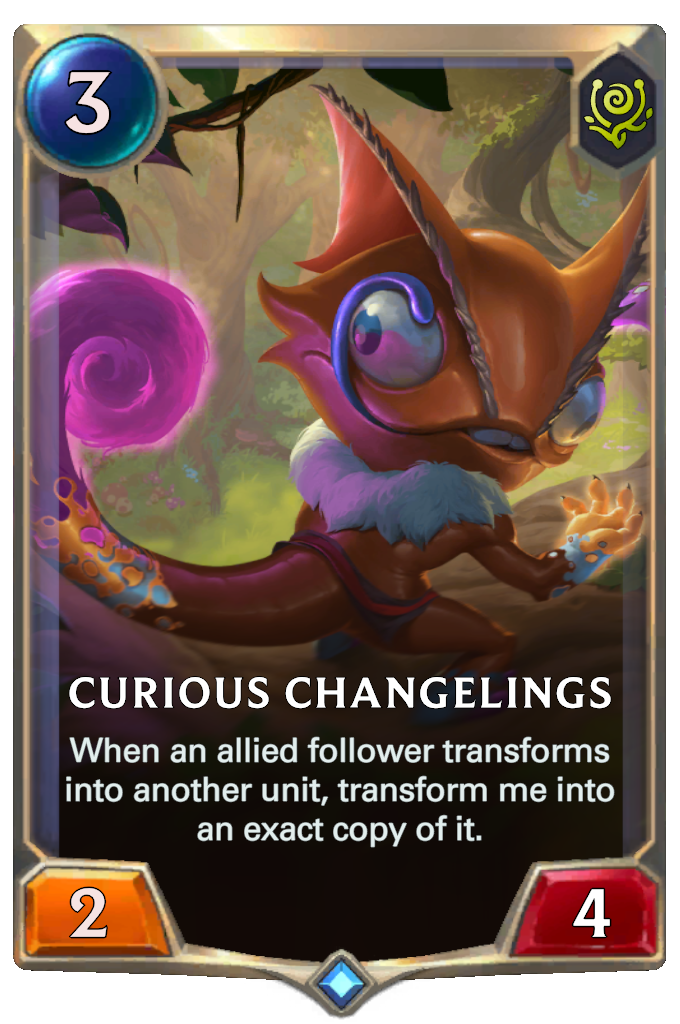 3
CURIOUS CHANGELINGS
When an allied follower transforms
into another unit, transform me into
an exact copy of it.
2
4